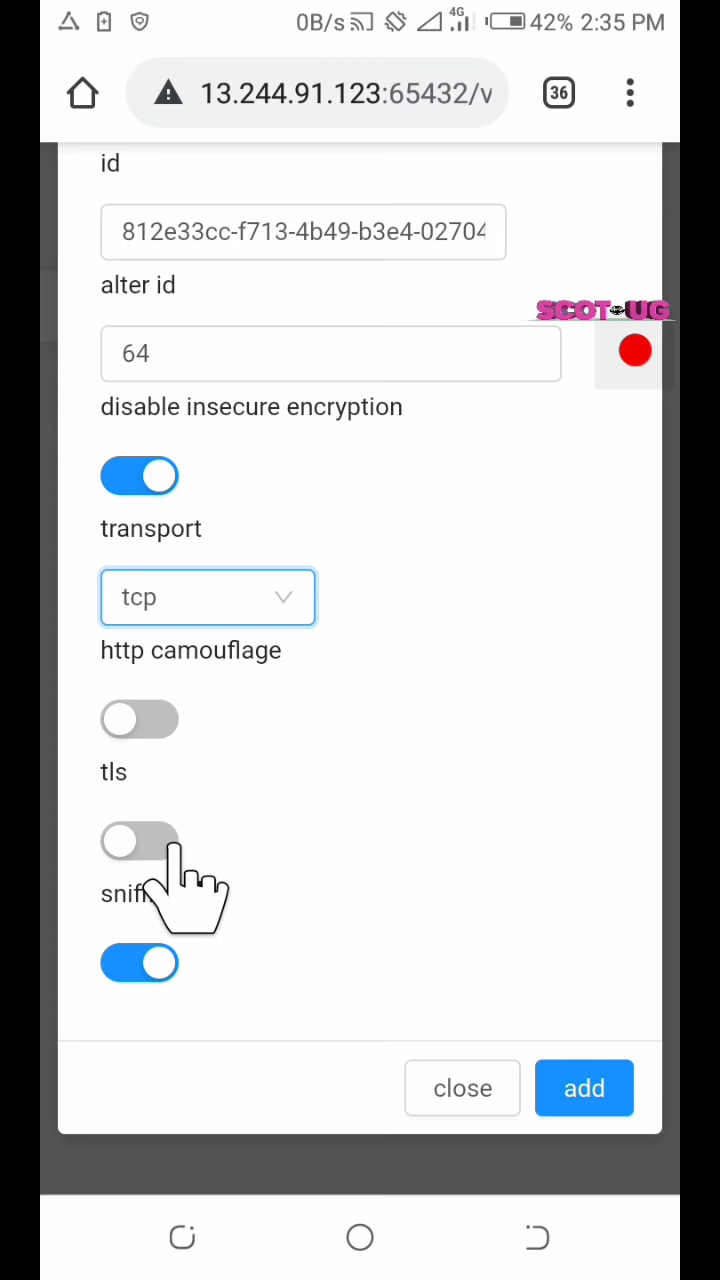 0B/s 4G 42% 2:35 PM
13.244.91.123:65432/v 36
id
812e33cc-f713-4b49-b3e4-02704
alter id
SCOT UG
64
disable insecure encryption
transport
tcp
http camouflage
tls
close add